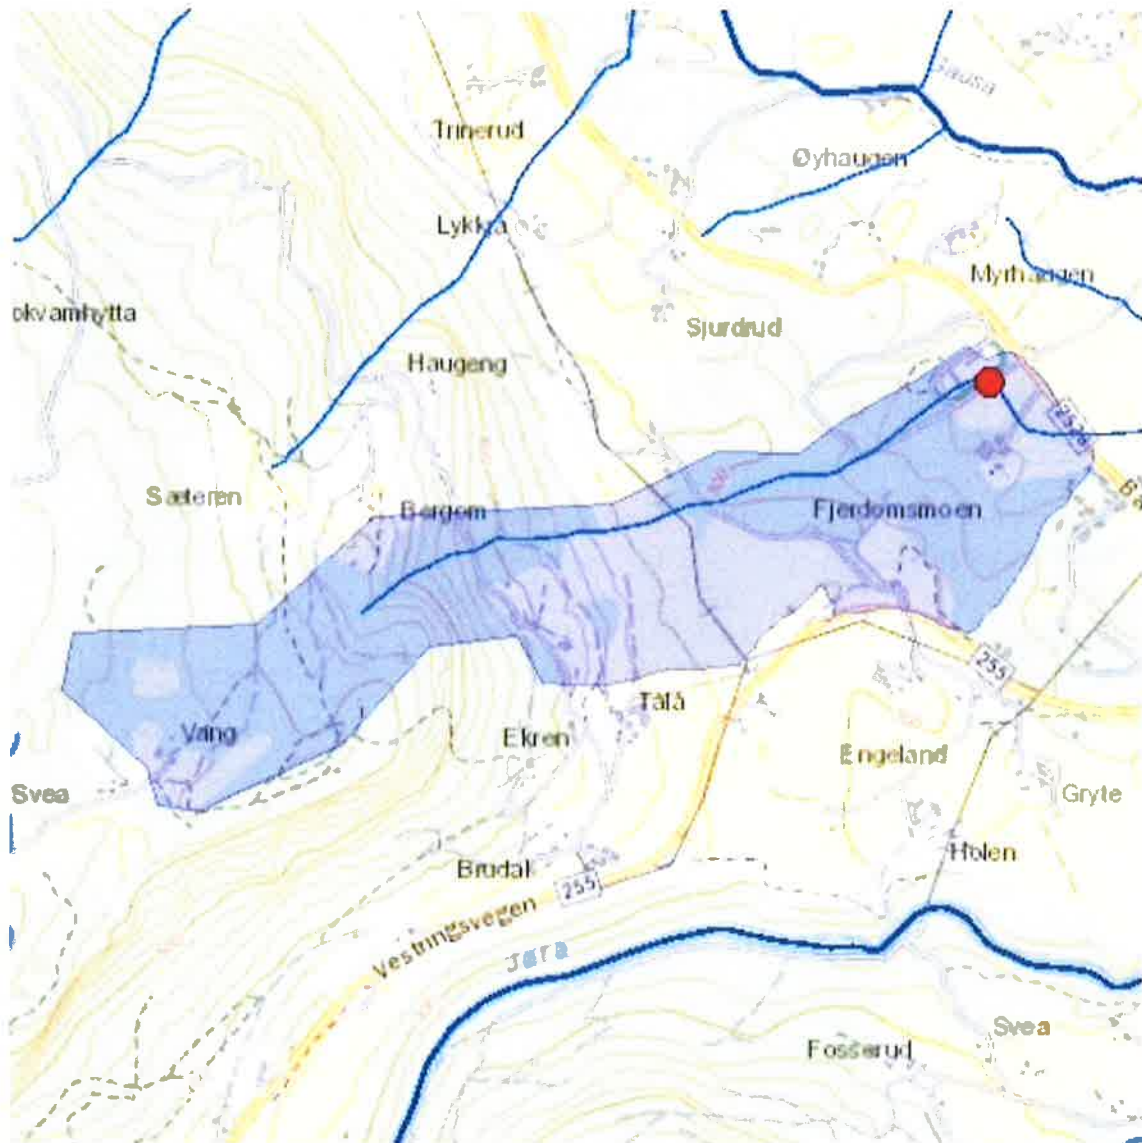 Gausa
Trinerud
Øyhaugen
Lykkja
Myrhaugen
okvamhytta
Sjurdrud
Haugeng
Sæteren
Bergom
Fjerdomsmoen
255
Tålå
Vang
Ekren
Engeland
Svea
Gryte
Brudal
Holen
255
Vestringsvegen
Jøra
Svea
Fosserud